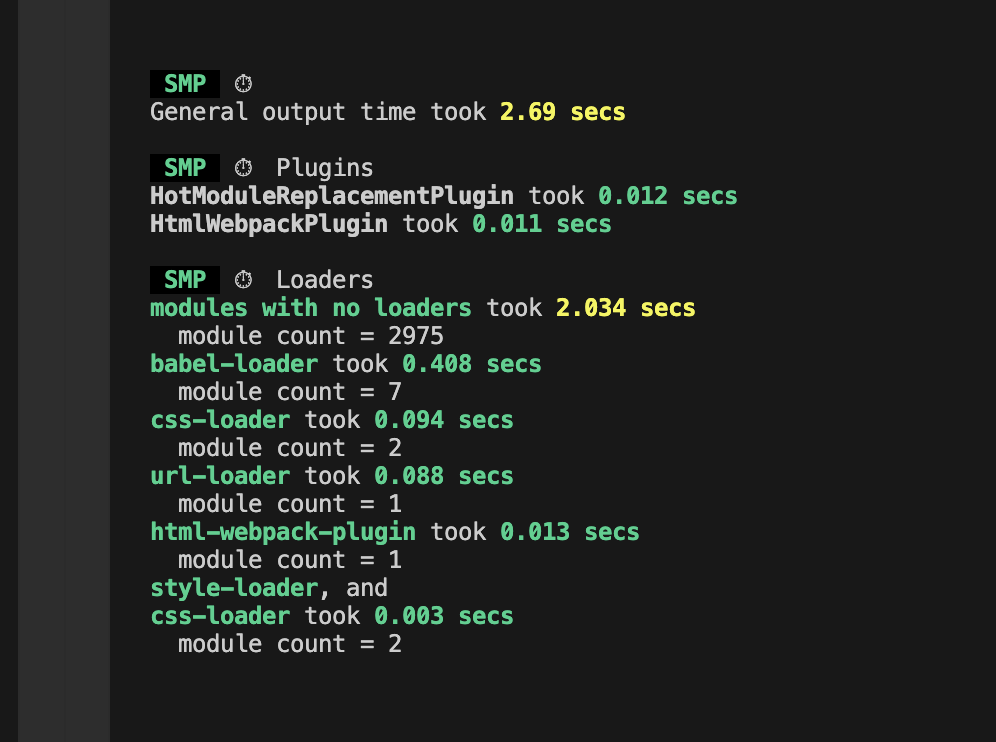 SMP ⏱
General output time took 2.69 secs
SMP ⏱ Plugins
HotModuleReplacementPlugin took 0.012 secs
HtmlWebpackPlugin took 0.011 secs
SMP ⏱ Loaders
modules with no loaders took 2.034 secs
module count = 2975
babel-loader took 0.408 secs
module count = 7
css-loader took 0.094 secs
module count = 2
url-loader took 0.088 secs
module count = 1
html-webpack-plugin took 0.013 secs
module count = 1
style-loader, and
css-loader took 0.003 secs
module count = 2